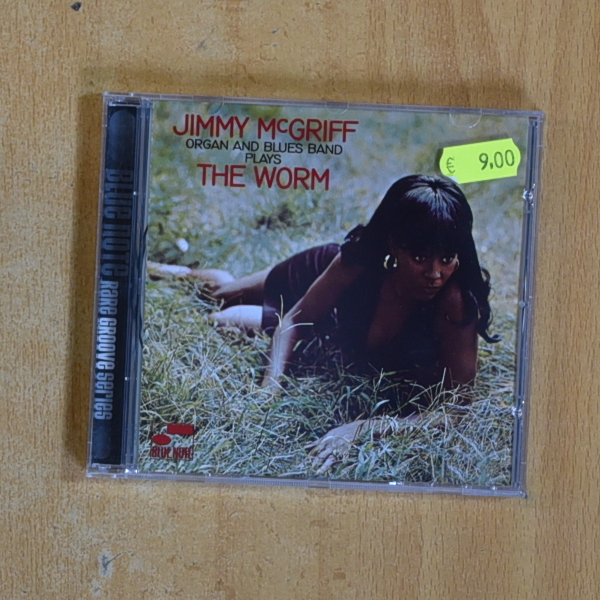 JIMMY McGRIFF
ORGAN AND BLUES BAND
PLAYS
THE WORM
€ 9,00
BLUE NOTE RARE GROOVE SERIES
BLUE NOTE